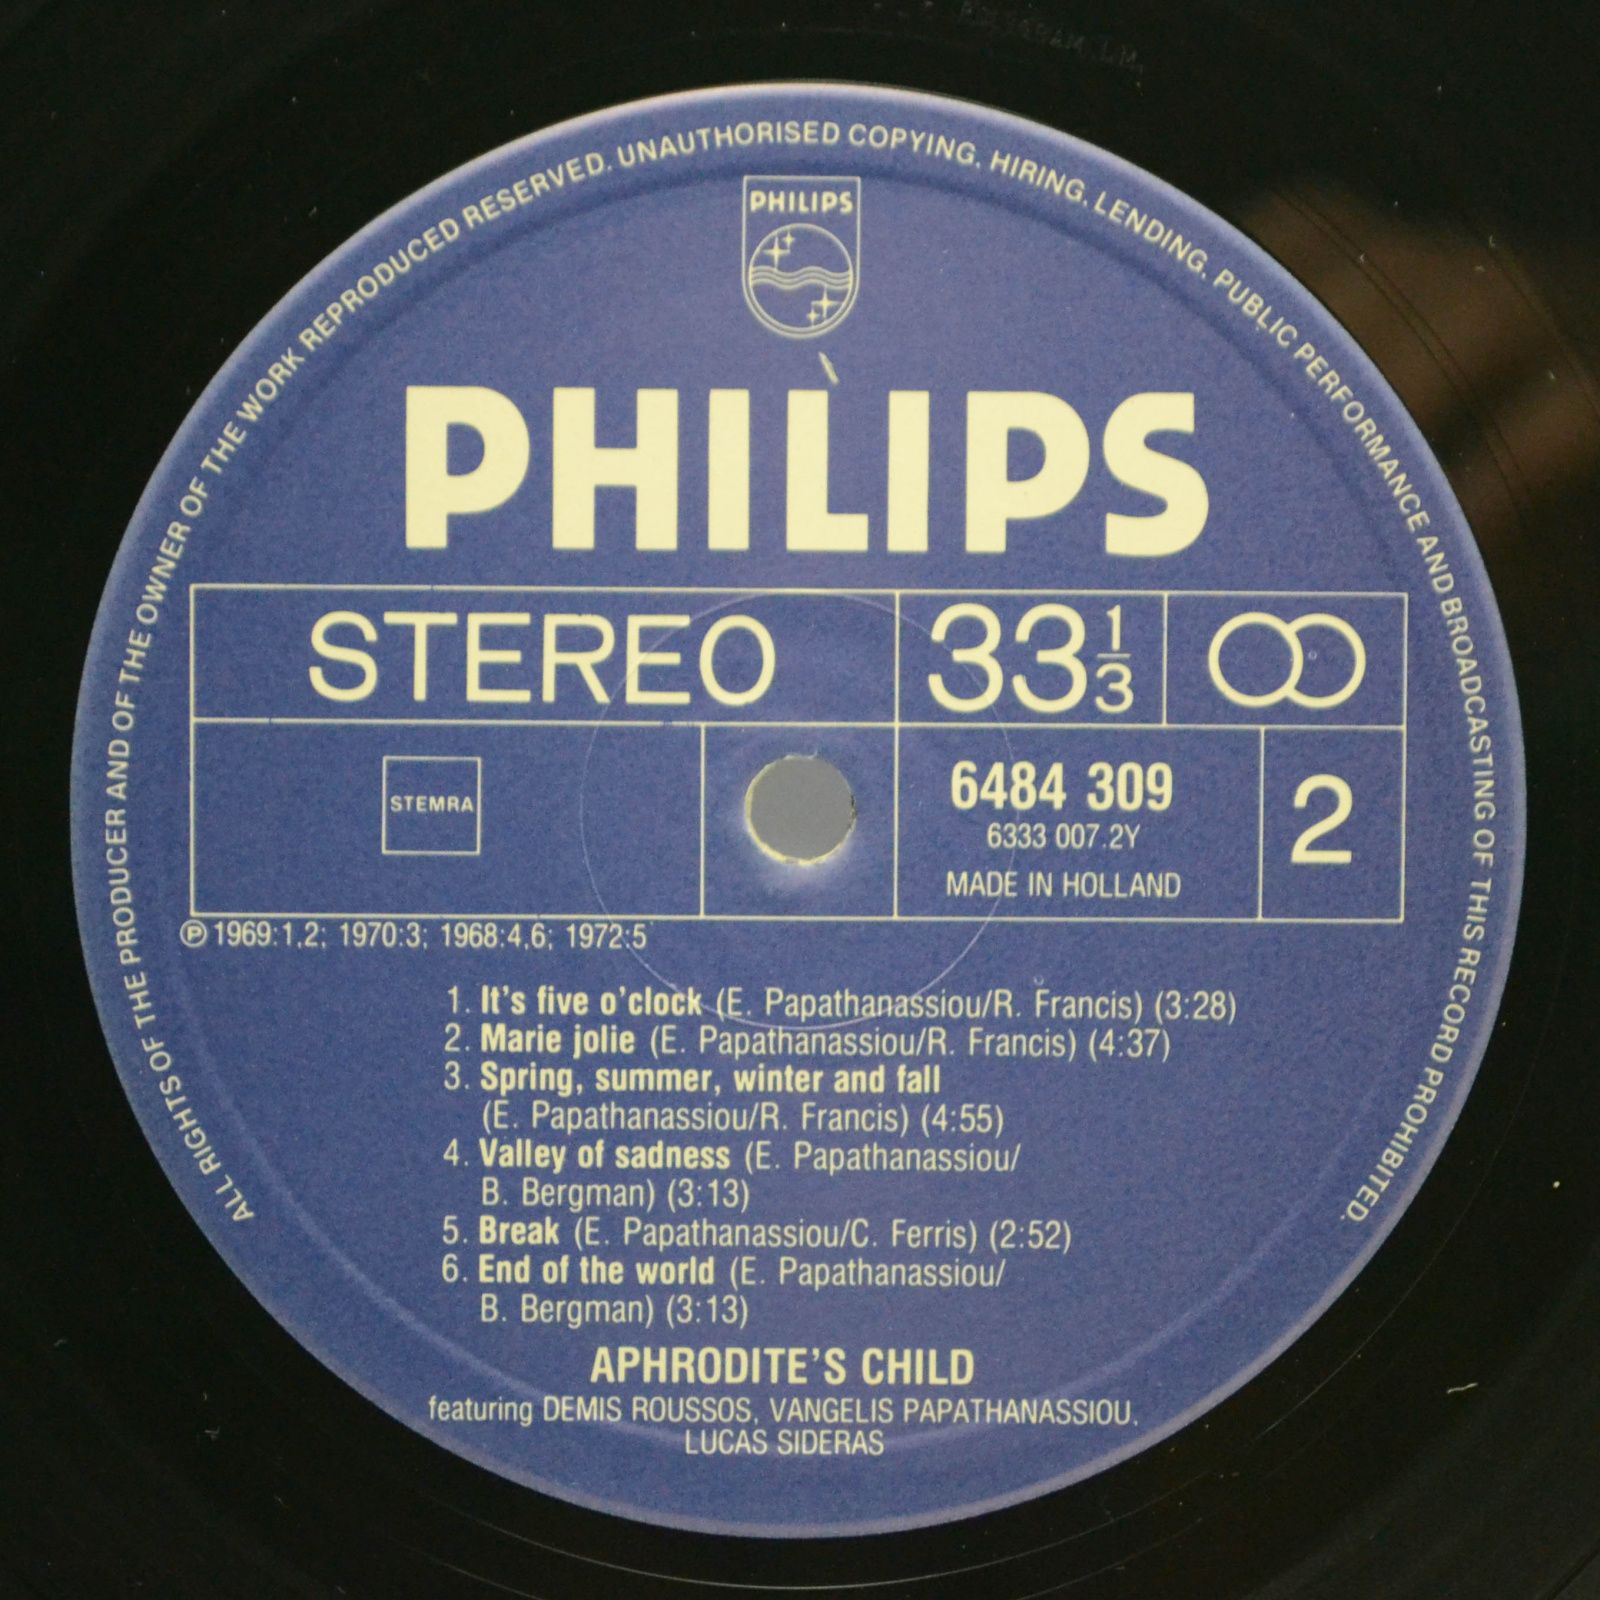 ALL RIGHTS OF THE PRODUCER AND OF THE OWNER OF THE WORK REPRODUCED RESERVED. UNAUTHORISED COPYING, HIRING, LENDING, PUBLIC PERFORMANCE AND BROADCASTING OF THIS RECORD PROHIBITED.
PHILIPS
PHILIPS
STEREO
33 1/3
STEMRA
6484 309
6333 007.2Y
MADE IN HOLLAND
2
Ⓟ 1969:1,2; 1970:3; 1968:4,6; 1972:5
1. It's five o'clock (E. Papathanassiou/R. Francis) (3:28)
2. Marie jolie (E. Papathanassiou/R. Francis) (4:37)
3. Spring, summer, winter and fall
(E. Papathanassiou/R. Francis) (4:55)
4. Valley of sadness (E. Papathanassiou/
B. Bergman) (3:13)
5. Break (E. Papathanassiou/C. Ferris) (2:52)
6. End of the world (E. Papathanassiou/
B. Bergman) (3:13)
APHRODITE'S CHILD
featuring DEMIS ROUSSOS, VANGELIS PAPATHANASSIOU,
LUCAS SIDERAS